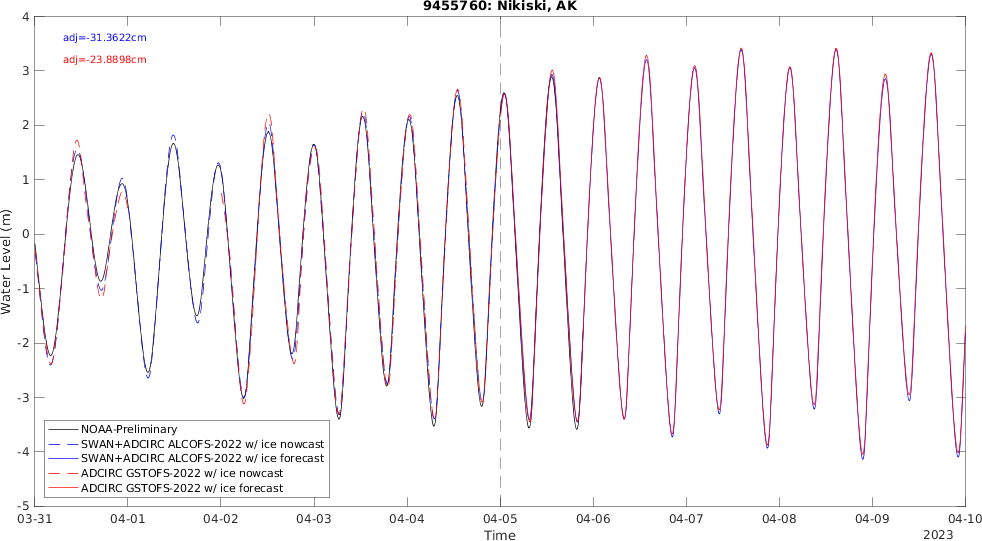 9455760: Nikiski, AK
adj=-31.3622cm
adj=-23.8898cm
4
3
2
1
0
-1
-2
-3
-4
-5
Water Level (m)
NOAA-Preliminary
SWAN+ADCIRC ALCOFS-2022 w/ ice nowcast
SWAN+ADCIRC ALCOFS-2022 w/ ice forecast
ADCIRC GSTOFS-2022 w/ ice nowcast
ADCIRC GSTOFS-2022 w/ ice forecast
03-31 04-01 04-02 04-03 04-04 04-05 04-06 04-07 04-08 04-09 04-10
Time
2023